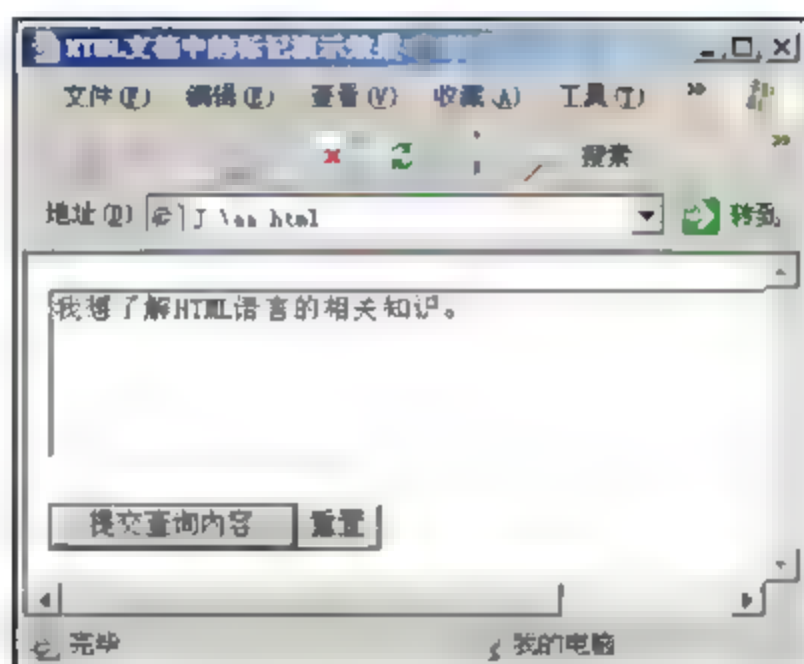 HTML文档中的标记演示效果
文件(F) 编辑(E) 查看(V) 收藏(A) 工具(T) »
搜索 »
地址(D) J \aa html 转到
我想了解HTML语言的相关知识。
提交查询内容 重置
完毕 我的电脑